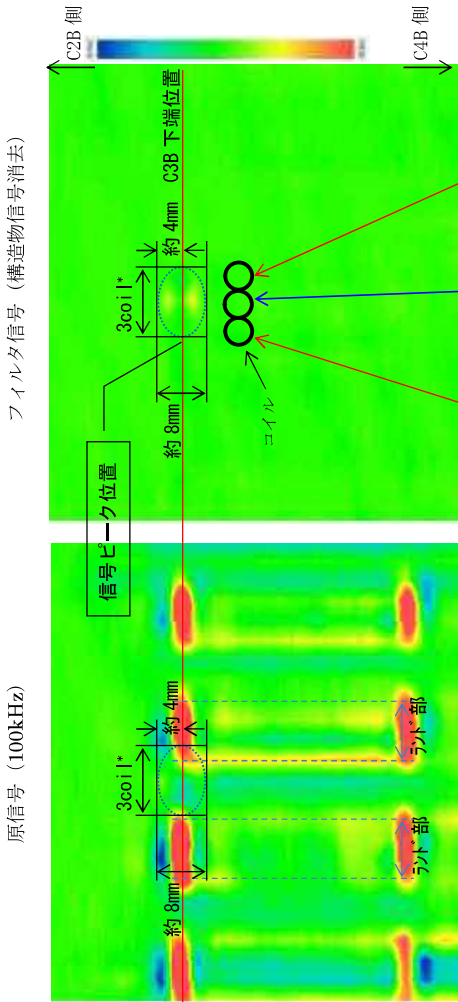 フィルタ信号 (構造物信号消去)
C2B 側
C4B 側
C3B 下端位置
約 4mm
3coil*
約 8mm
信号ピーク位置
コイル
原信号 (100kHz)
約 4mm
3coil*
約 8mm
ランド部
ランド部